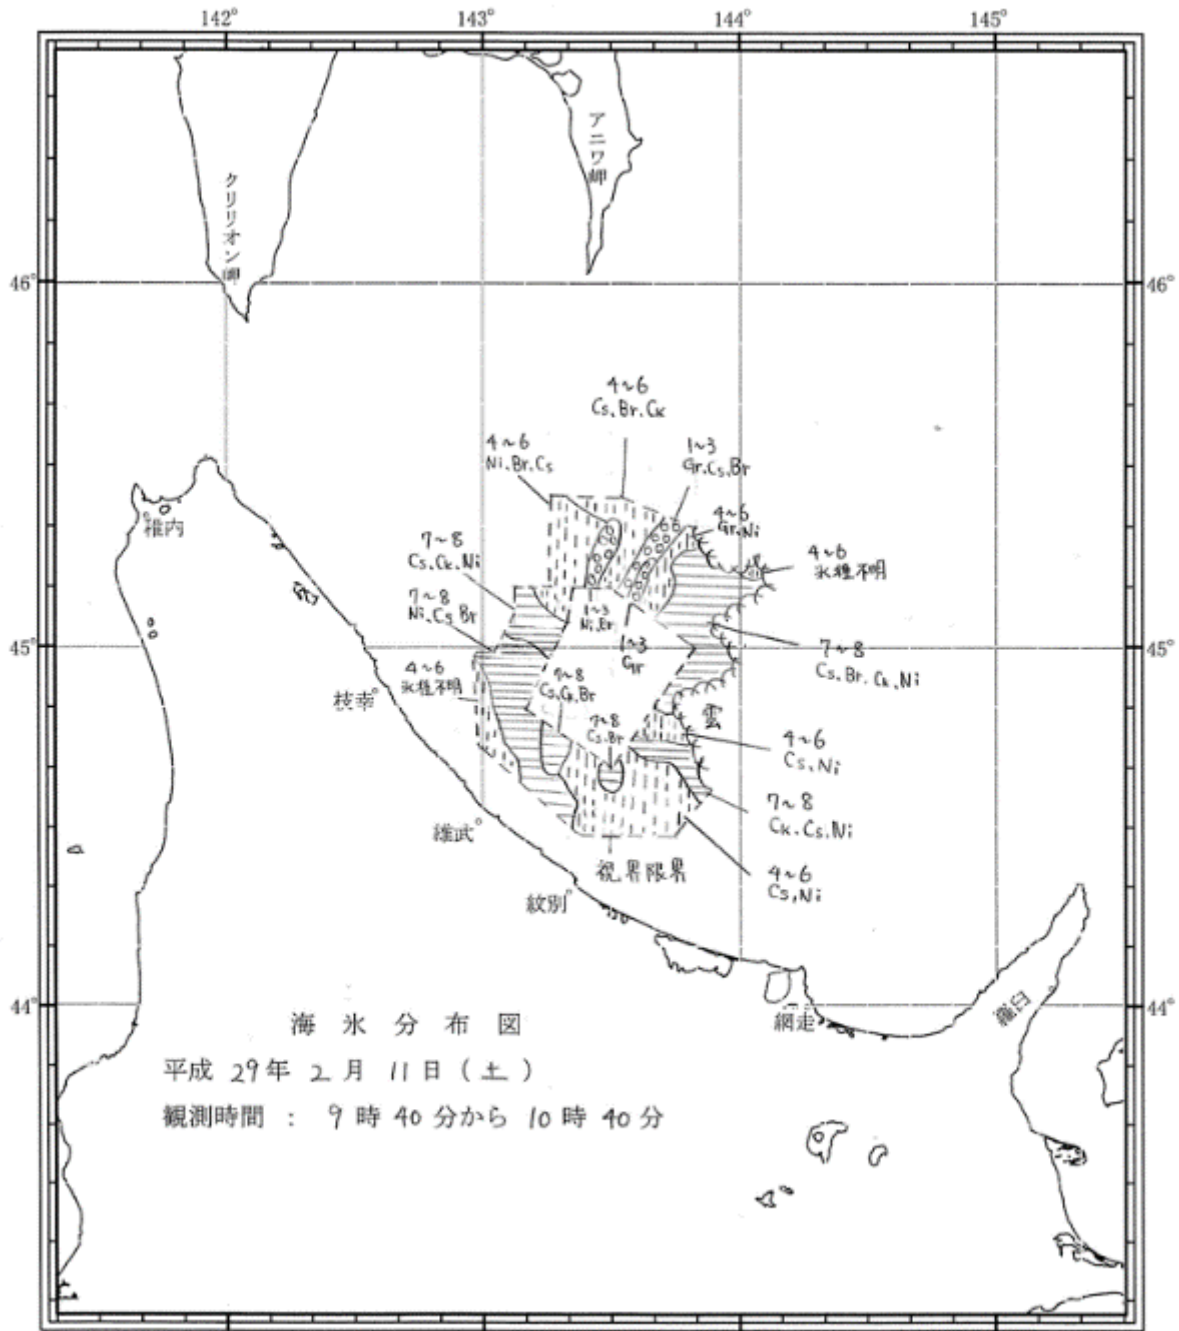 142°
143°
144°
145°
アニワ岬
クリリオン岬
46°
46°
4~6
Cs.Br.Ck
4~6
Ni.Br.Cs
1~3
Gr.Cs.Br
4~6
Gr.Ni
稚内
7~8
Cs.Ck.Ni
4~6
氷種不明
7~8
Ni.Cs.Br
1~3
Ni.Br
45°
1~3
Gr
45°
7~8
Cs.Br.Ck.Ni
4~6
氷種不明
7~8
Cs.Ck.Br
枝幸
雲
7~8
Cs.Br
4~6
Cs.Ni
7~8
Ck.Cs.Ni
雄武
視界限界
4~6
Cs.Ni
紋別
44°
44°
網走
羅臼
海氷分布図
平成 29年 2月 11日(土)
観測時間 : 9時40分から10時40分